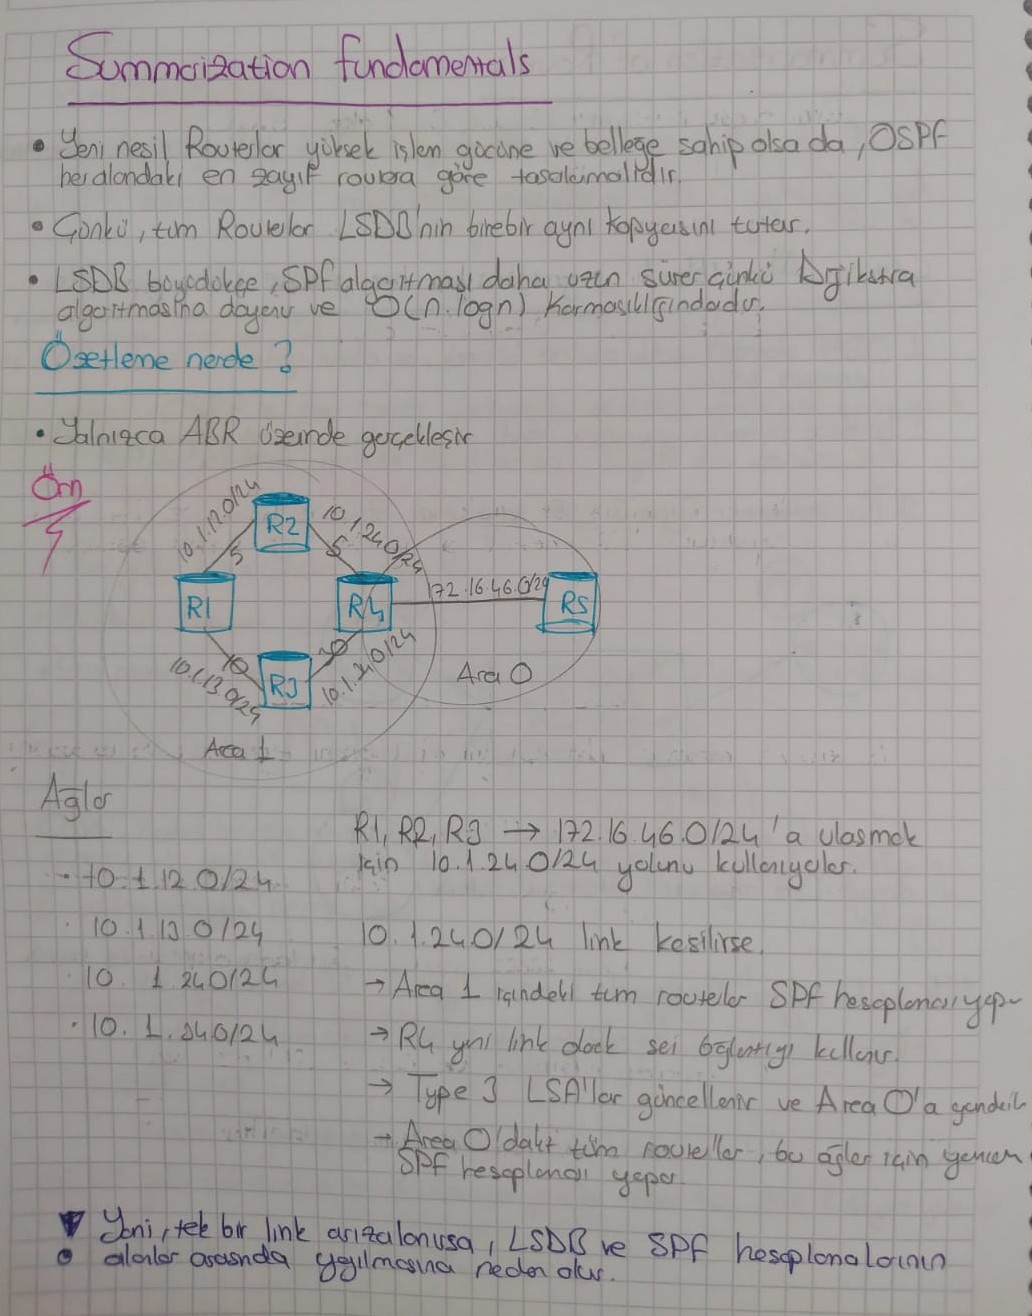 Summarization fundamentals
• Yeni nesil Routerlar yüksek işlem gücüne ve belleğe sahip olsa da, OSPF
her alandaki en zayıf routera göre tasarlanmalıdır.
• Çünkü, tüm Routerlar LSDB'nin birebir aynı kopyasını tutar.
• LSDB büyüdükçe, SPF algoritması daha uzun sürer çünkü Dijikstra
algoritmasına dayanır ve O(n.logn) Karmaşıklığındadır.
Özetleme nerde ?
• Yalnızca ABR üzerinde gerçekleşir
Örn
10.1.12.0/24
5
R2
10.1.24.0/24
5
R1
R4
172.16.46.0/24
R5
10.1.13.0/24
10
R3
10.1. 4.0/24
Area 0
Area 1
Ağlar
R1, R2, R3 → 172.16.46.0/24 'a ulaşmak
için 10.1.24.0/24 yolunu kullanıyorlar.
· 10.1.12.0/24
· 10.1.13.0/24
10.1.24.0/24 link kesilirse,
10. 1.24.0/24
→ Area 1 içindeki tüm routerlar SPF hesaplaması yapar
· 10. 1. 34.0/24
→ R4 yni link olarak seri bağlantıyı kullanır.
→ Type 3 LSA'lar güncellenir ve Area 0'a gönderil
→ Area 0'daki tüm routerlar, bu ağlar için yeniden
SPF hesaplaması yapar.
▼ Yani, tek bir link arızalanırsa, LSDB ve SPF hesaplamalarının
• alanlar arasında yayılmasına neden olur.